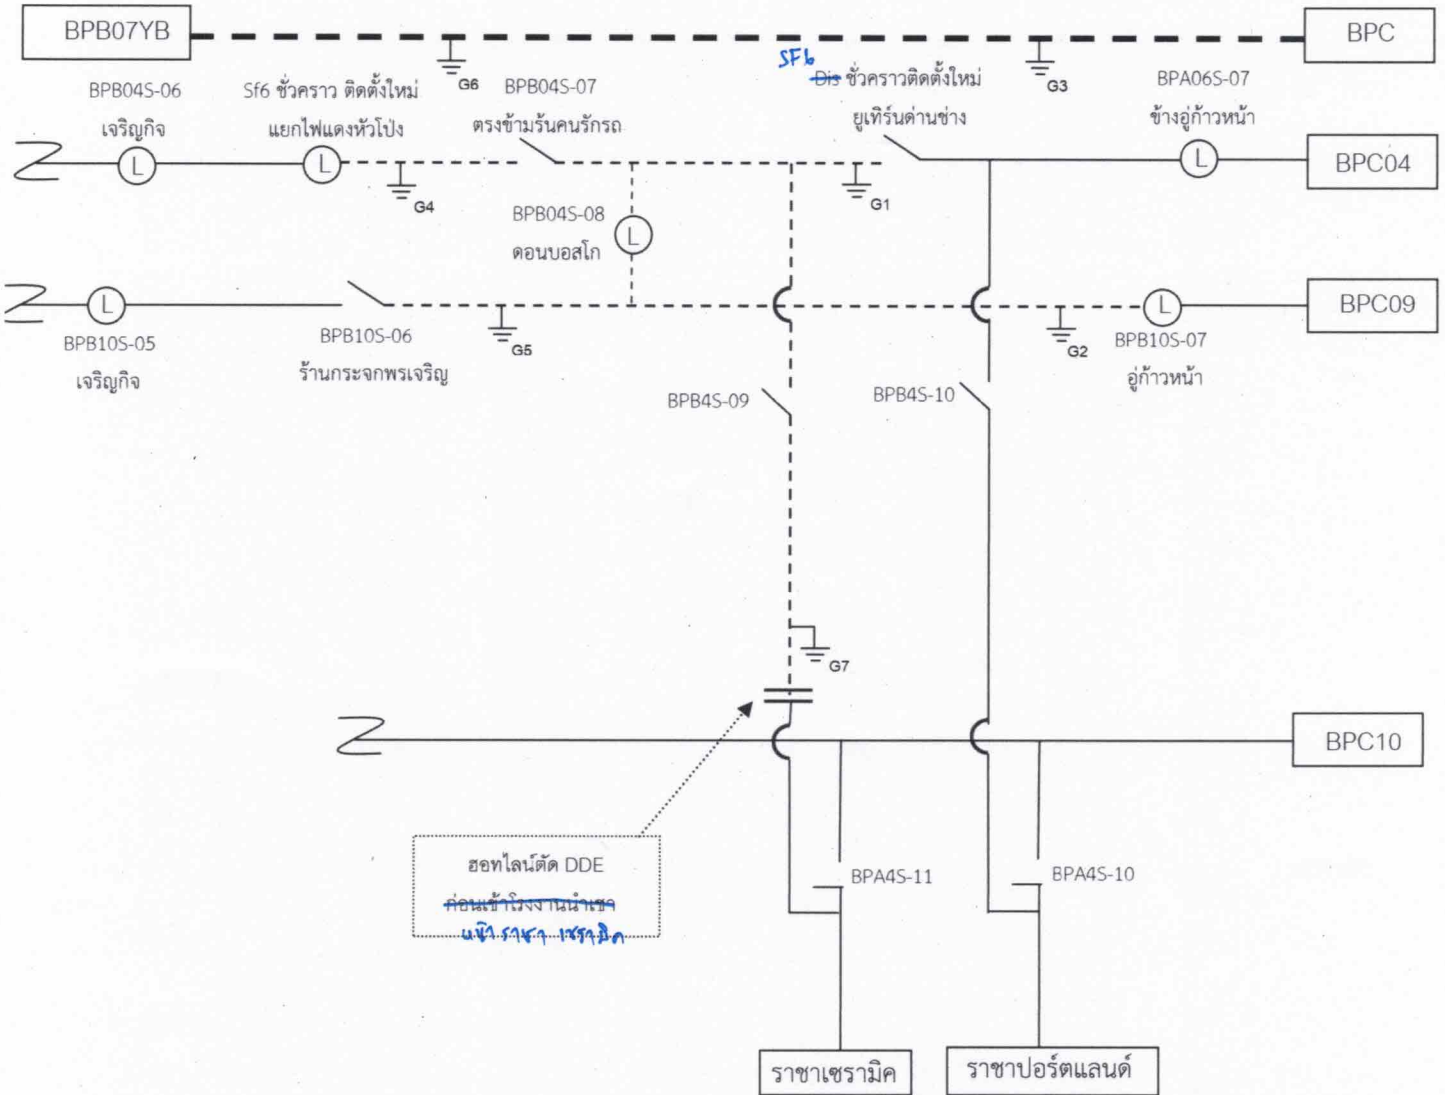 BPB07YB
BPC
G6
G3
SF6
BPB04S-06
เจริญกิจ
Sf6 ชั่วคราว ติดตั้งใหม่
แยกไฟแดงหัวโป่ง
BPB04S-07
ตรงข้ามร้นคนรักรถ
Dis ชั่วคราวติดตั้งใหม่
ยูเทิร์นด้านช่าง
BPA06S-07
ข้างอู่ก้าวหน้า
L
L
L
BPC04
G4
G1
BPB04S-08
ดอนบอสโก
L
L
L
BPC09
BPB10S-05
เจริญกิจ
BPB10S-06
ร้านกระจกพรเจริญ
G5
G2
BPB10S-07
อู่ก้าวหน้า
BPB4S-09
BPB4S-10
G7
BPC10
ฮอทไลน์ตัด DDE
ก่อนเข้าโรงงานนำเชา
BPA4S-11
BPA4S-10
ราชาเซรามิค
ราชาปอร์ตแลนด์